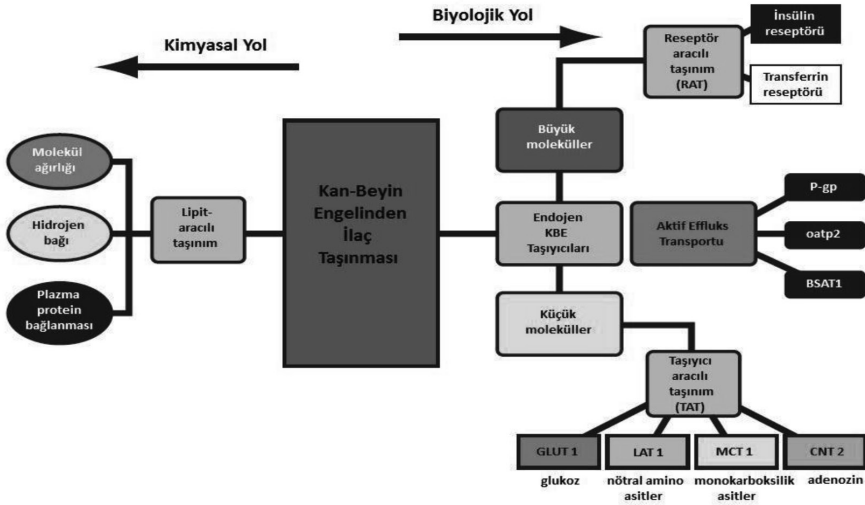 Biyolojik Yol
Kimyasal Yol
İnsülin
reseptörü
Reseptör
aracılı
taşınım
(RAT)
Transferrin
reseptörü
Büyük
moleküller
Molekül
ağırlığı
Hidrojen
bağı
Plazma
protein
bağlanması
Lipit-
aracılı
taşınım
Kan-Beyin
Engelinden
İlaç
Taşınması
Endojen
KBE
Taşıyıcıları
Aktif Effluks
Transportu
P-gp
oatp2
BSAT1
Küçük
moleküller
Taşıyıcı
aracılı
taşınım
(TAT)
GLUT 1
LAT 1
MCT 1
CNT 2
glukoz
nötral amino
asitler
monokarboksilik
asitler
adenozin